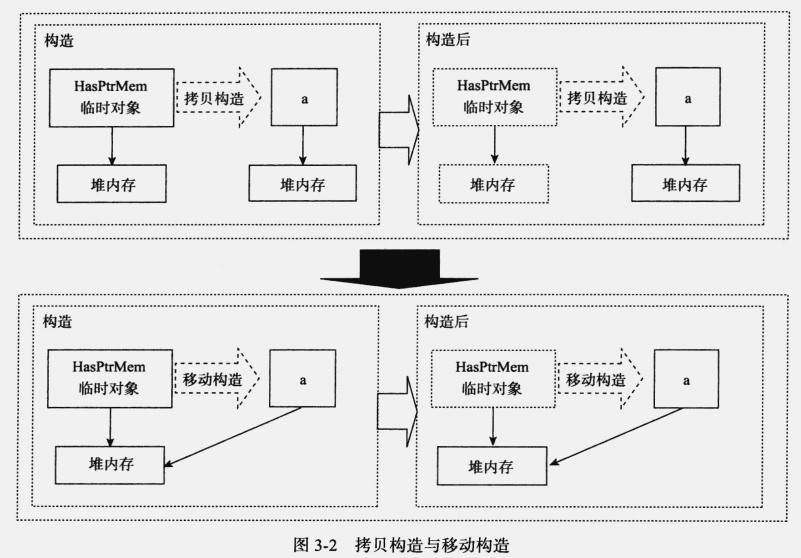 构造
HasPtrMem
临时对象
拷贝构造
a
堆内存
堆内存
构造后
HasPtrMem
临时对象
拷贝构造
a
堆内存
堆内存
构造
HasPtrMem
临时对象
移动构造
a
堆内存
构造后
HasPtrMem
临时对象
移动构造
a
堆内存
图 3-2 拷贝构造与移动构造